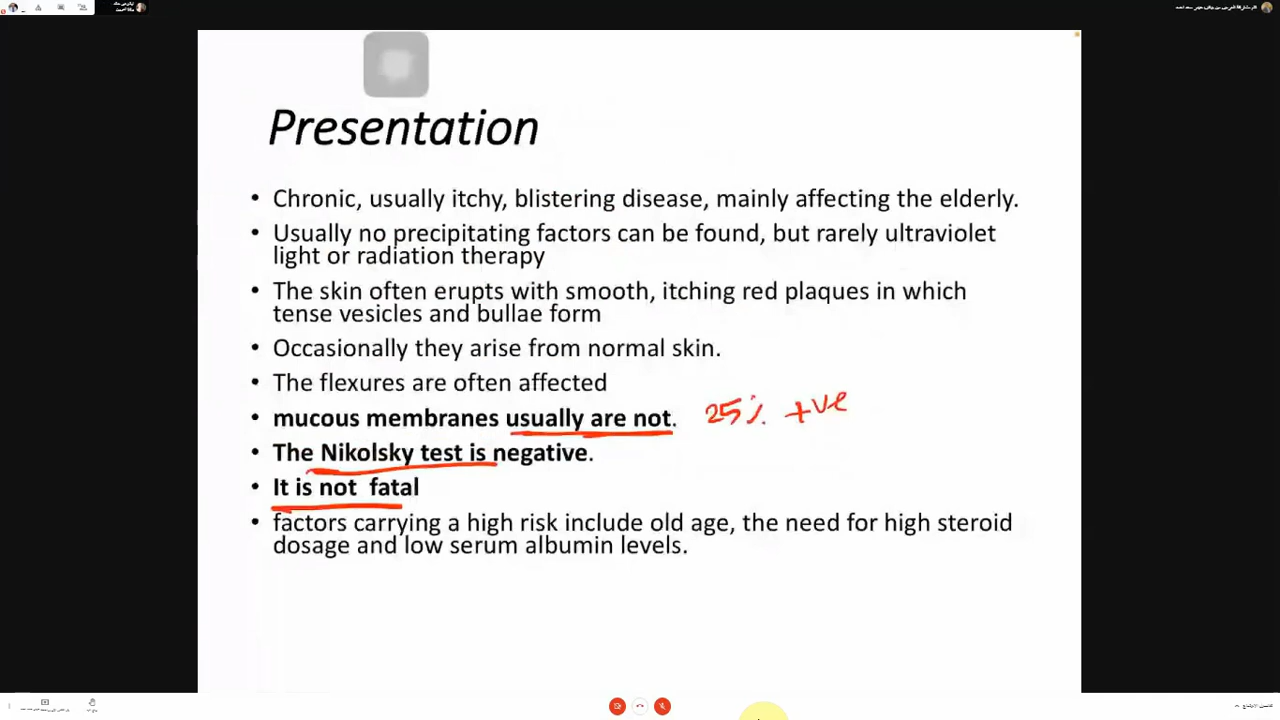 Presentation
• Chronic, usually itchy, blistering disease, mainly affecting the elderly.
• Usually no precipitating factors can be found, but rarely ultraviolet
light or radiation therapy
• The skin often erupts with smooth, itching red plaques in which
tense vesicles and bullae form
• Occasionally they arise from normal skin.
• The flexures are often affected
• mucous membranes usually are not. 25% +ve
• The Nikolsky test is negative.
• It is not fatal
• factors carrying a high risk include old age, the need for high steroid
dosage and low serum albumin levels.